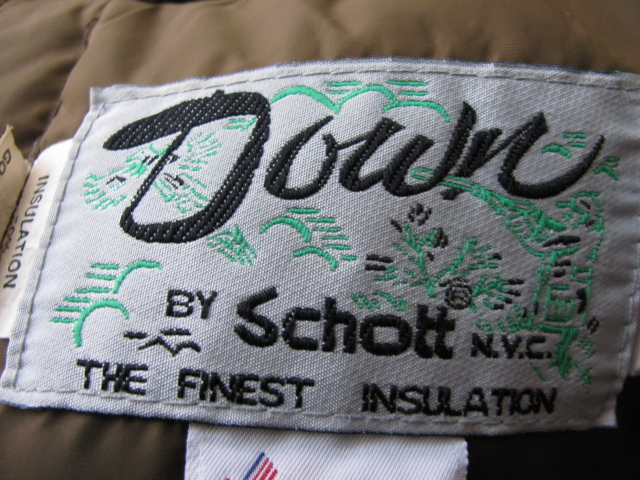 Down
BY Schott N.Y.C.
THE FINEST INSULATION
INSULATION